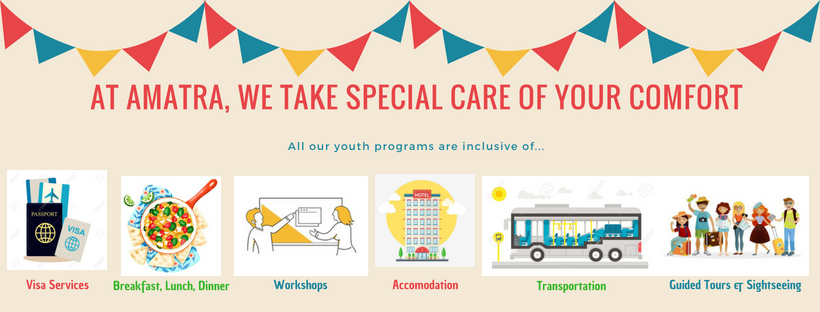 AT AMATRA, WE TAKE SPECIAL CARE OF YOUR COMFORT
All our youth programs are inclusive of...
PASSPORT
VISA
HOTEL
Visa Services
Breakfast, Lunch, Dinner
Workshops
Accomodation
Transportation
Guided Tours & Sightseeing